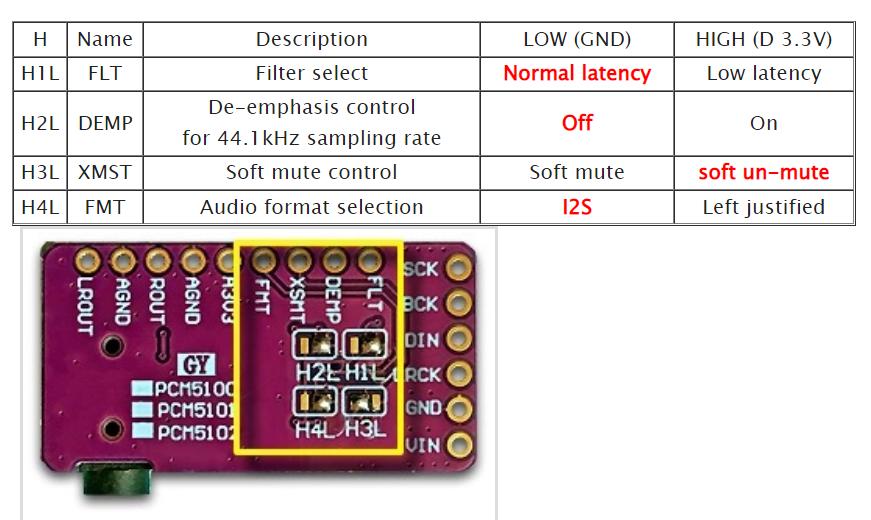 H Name Description LOW (GND) HIGH (D 3.3V)
H1L FLT Filter select Normal latency Low latency
H2L DEMP De-emphasis control
for 44.1kHz sampling rate Off On
H3L XMST Soft mute control Soft mute soft un-mute
H4L FMT Audio format selection I2S Left justified
LROUT AGND ROUT AGND A3U3 FMT XSMT DEMP FLT
SCK
BCK
DIN
LRCK
GND
VIN
H2L H1L
H4L H3L
GY
PCM5100
PCM5101
PCM5102